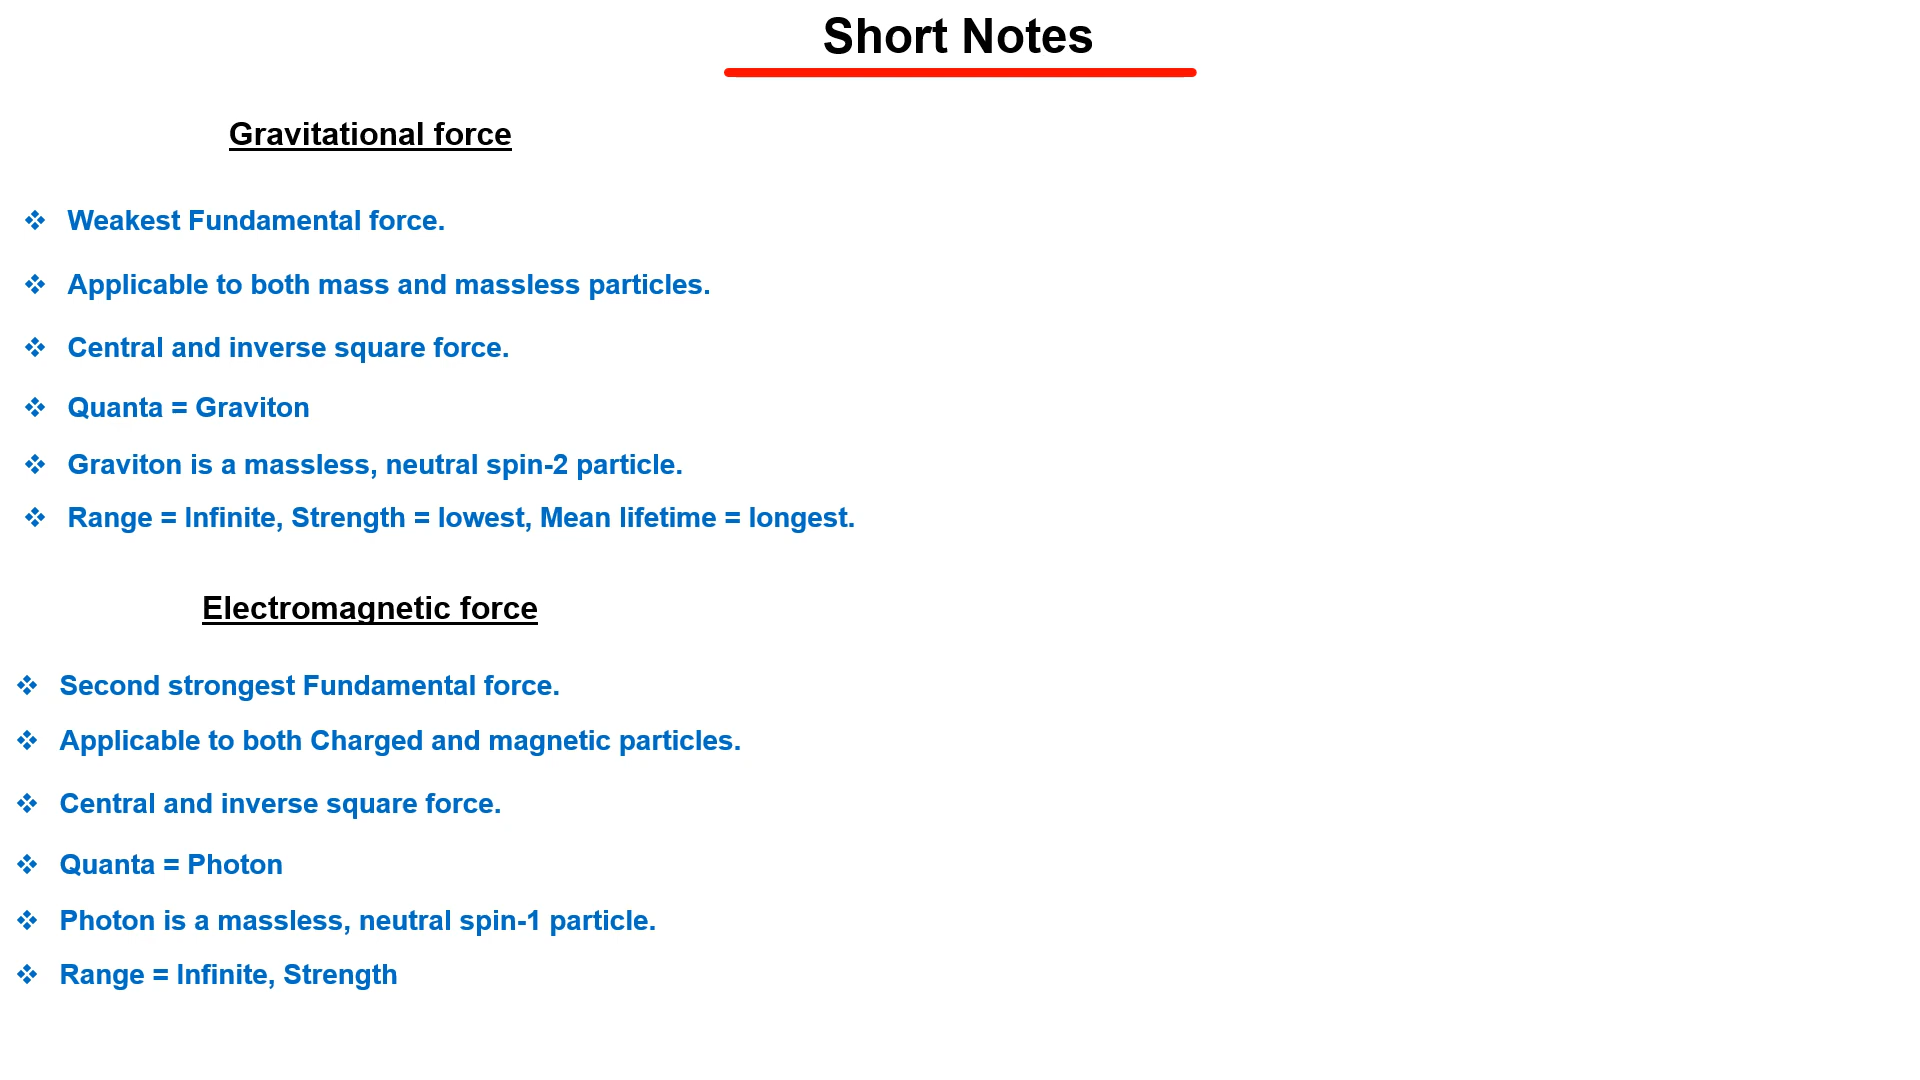 Short Notes
Gravitational force
❖ Weakest Fundamental force.
❖ Applicable to both mass and massless particles.
❖ Central and inverse square force.
❖ Quanta = Graviton
❖ Graviton is a massless, neutral spin-2 particle.
❖ Range = Infinite, Strength = lowest, Mean lifetime = longest.
Electromagnetic force
❖ Second strongest Fundamental force.
❖ Applicable to both Charged and magnetic particles.
❖ Central and inverse square force.
❖ Quanta = Photon
❖ Photon is a massless, neutral spin-1 particle.
❖ Range = Infinite, Strength